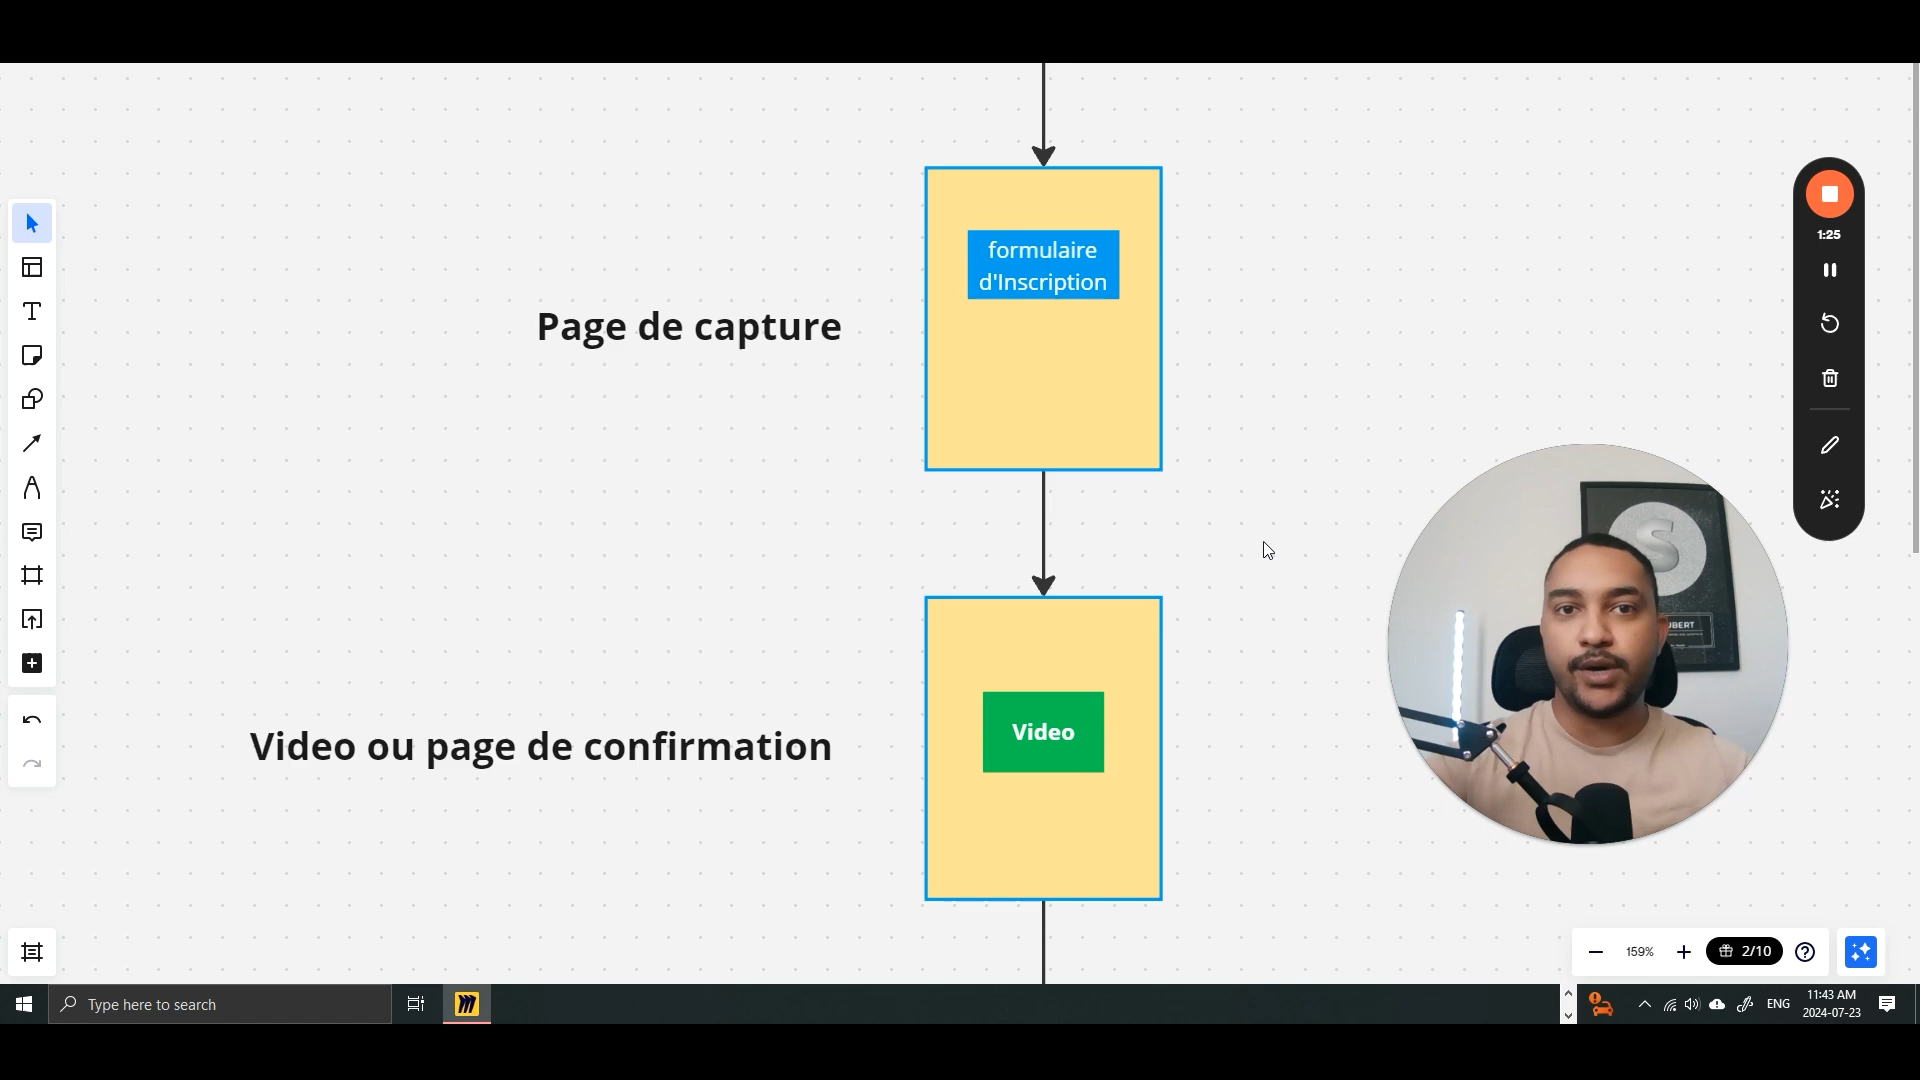 formulaire
d'Inscription
Page de capture
1:25
Video
Video ou page de confirmation
S
UBERT
159%
2/10
Type here to search
ENG
11:43 AM
2024-07-23